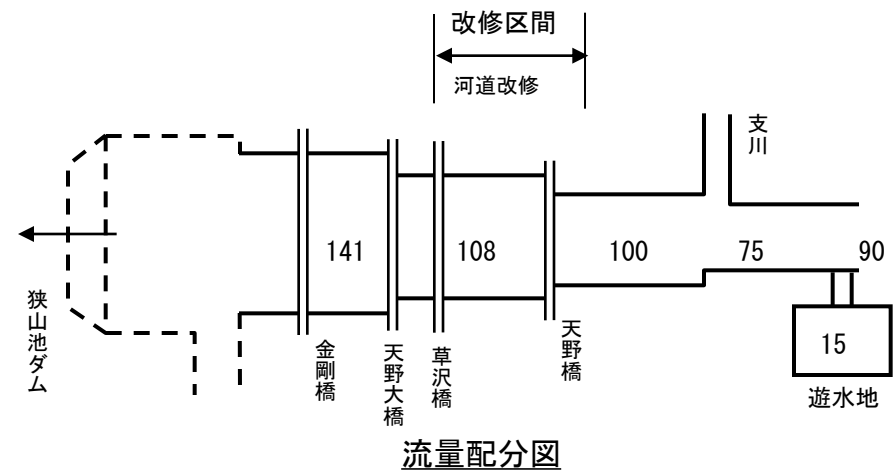 改修区間
河道改修
支川
141
108
100
75
90
15
遊水地
狭山池ダム
金剛橋
天野大橋
草沢橋
天野橋
流量配分図